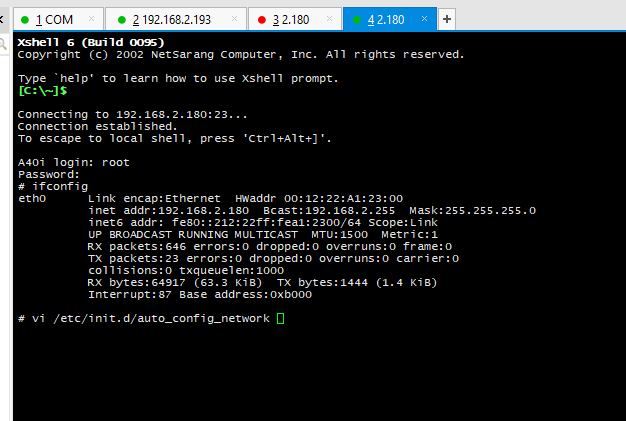 1 COM × 2 192.168.2.193 × 3 2.180 × 4 2.180 × +
Xshell 6 (Build 0095)
Copyright (c) 2002 NetSarang Computer, Inc. All rights reserved.
Type `help' to learn how to use Xshell prompt.
[C:\~]$
Connecting to 192.168.2.180:23...
Connection established.
To escape to local shell, press 'Ctrl+Alt+]'.
A40i login: root
Password:
# ifconfig
eth0      Link encap:Ethernet  HWaddr 00:12:22:A1:23:00
          inet addr:192.168.2.180  Bcast:192.168.2.255  Mask:255.255.255.0
          inet6 addr: fe80::212:22ff:fea1:2300/64 Scope:Link
          UP BROADCAST RUNNING MULTICAST  MTU:1500  Metric:1
          RX packets:646 errors:0 dropped:0 overruns:0 frame:0
          TX packets:23 errors:0 dropped:0 overruns:0 carrier:0
          collisions:0 txqueuelen:1000
          RX bytes:64917 (63.3 KiB)  TX bytes:1444 (1.4 KiB)
          Interrupt:87 Base address:0xb000
# vi /etc/init.d/auto_config_network